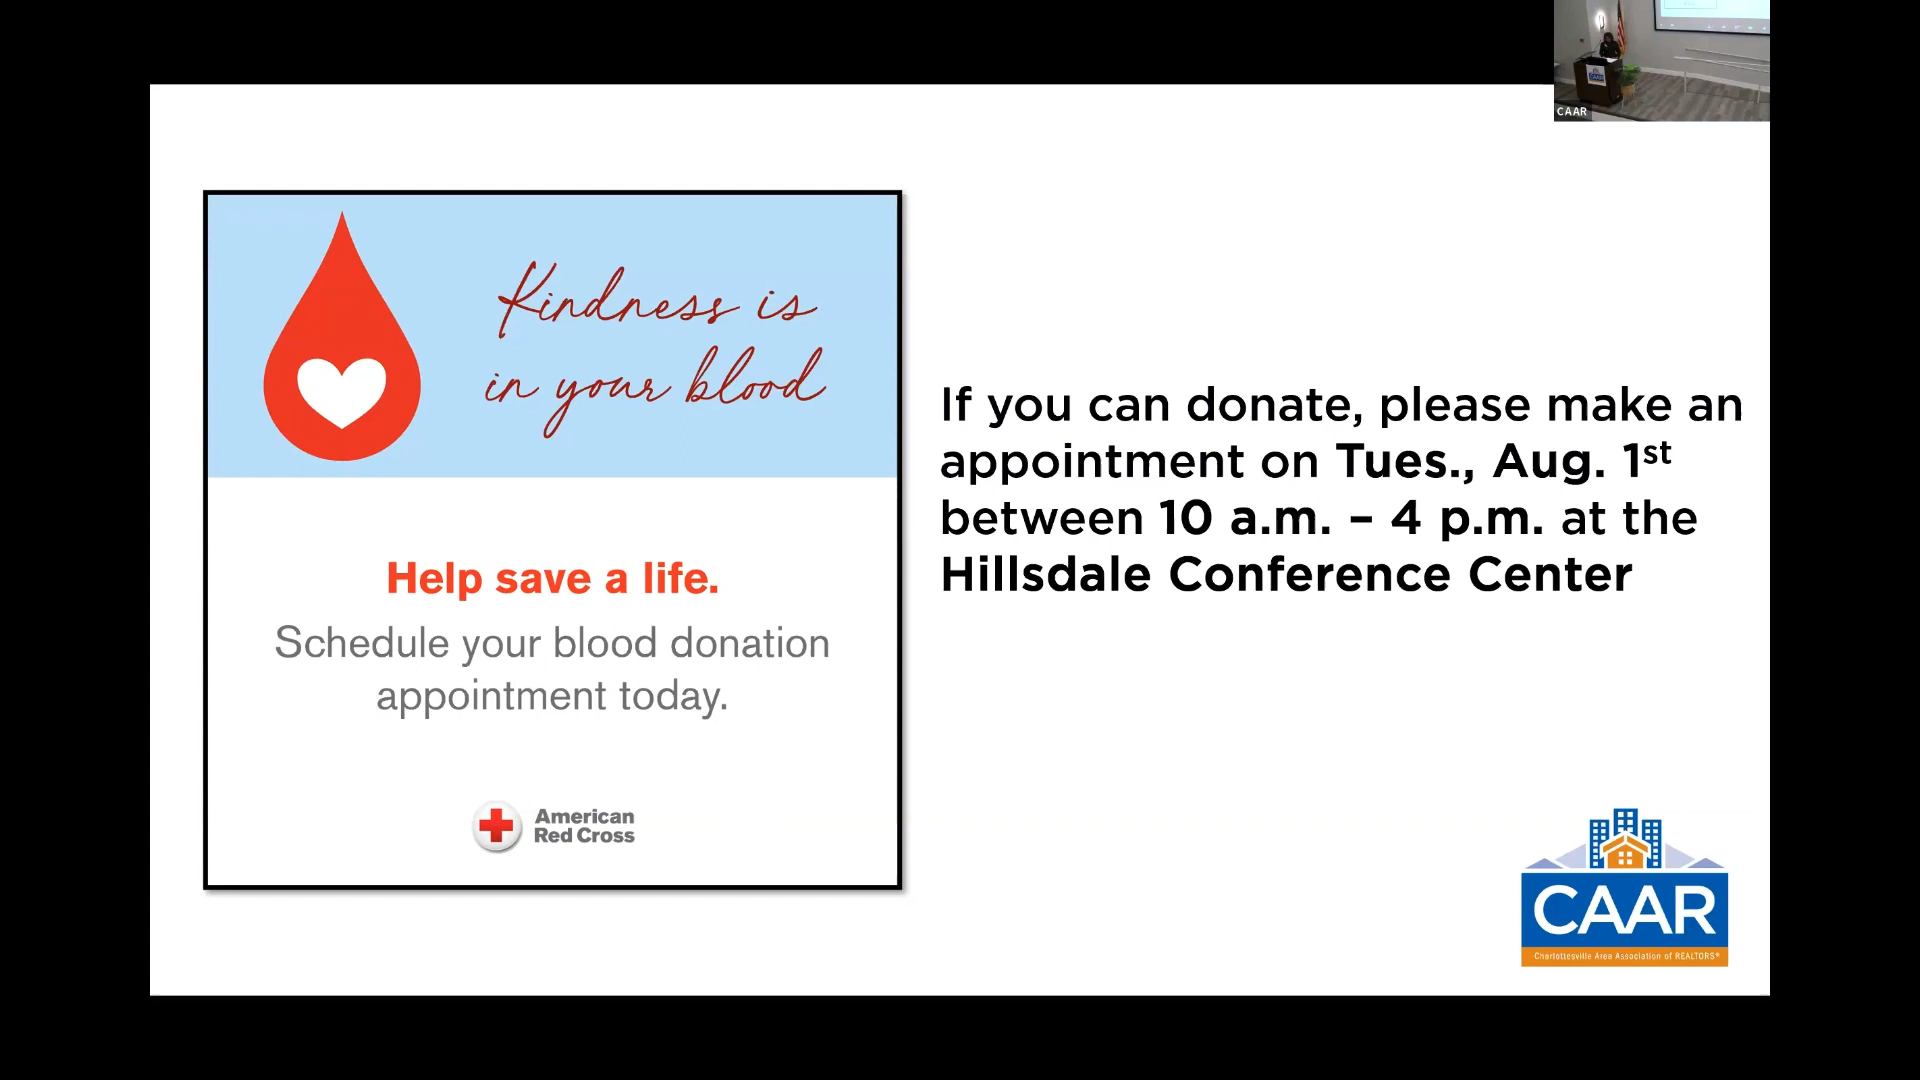 CAAR
Kindness is
in your blood
Help save a life.
Schedule your blood donation
appointment today.
American
Red Cross
If you can donate, please make an
appointment on Tues., Aug. 1st
between 10 a.m. – 4 p.m. at the
Hillsdale Conference Center
CAAR
Charlottesville Area Association of REALTORS®